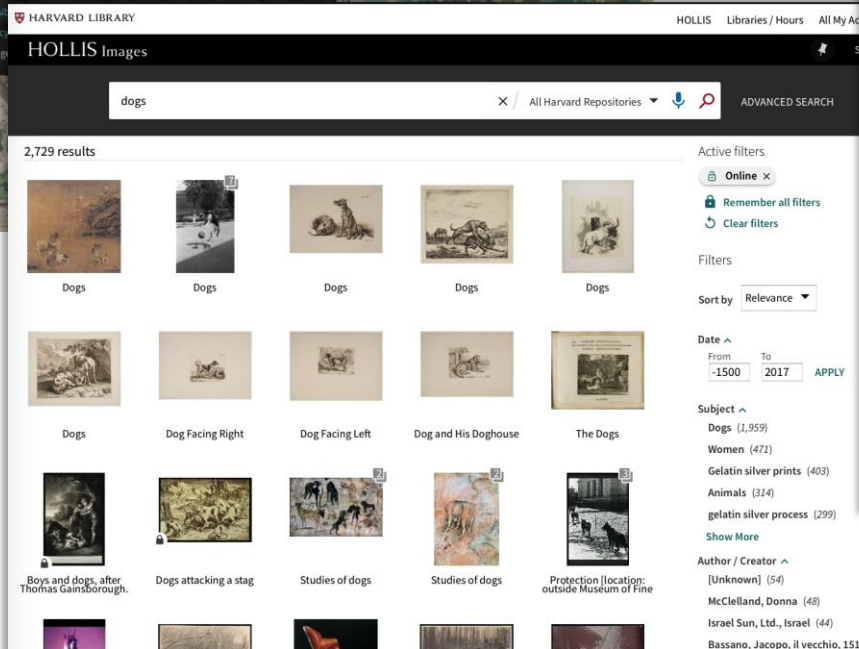 HARVARD LIBRARY
HOLLIS Libraries / Hours All My
HOLLIS Images
dogs
All Harvard Repositories
ADVANCED SEARCH
2,729 results
Active filters
Online
Remember all filters
Clear filters
Filters
Sort by Relevance
Date
From To
-1500 2017 APPLY
Subject
Dogs (1,959)
Women (471)
Gelatin silver prints (403)
Animals (314)
gelatin silver process (299)
Show More
Author / Creator
[Unknown] (54)
McClelland, Donna (48)
Israel Sun, Ltd., Israel (44)
Bassano, Jacopo, il vecchio, 151
7
Dogs
Dogs
Dogs
Dogs
Dogs
Dogs
Dog Facing Right
Dog Facing Left
Dog and His Doghouse
The Dogs
2
2
3
Boys and dogs, after
Thomas Gainsborough.
Dogs attacking a stag
Studies of dogs
Studies of dogs
Protection [location:
outside Museum of Fine